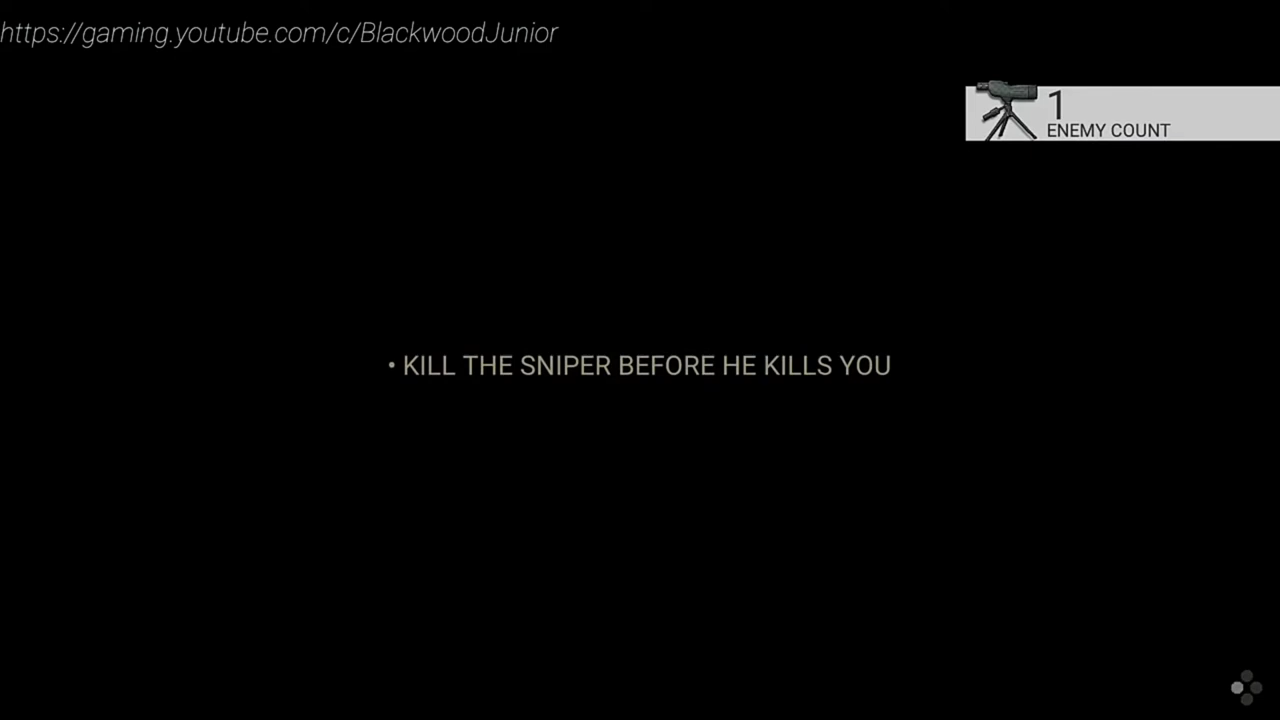 https://gaming.youtube.com/c/BlackwoodJunior
1
ENEMY COUNT
• KILL THE SNIPER BEFORE HE KILLS YOU